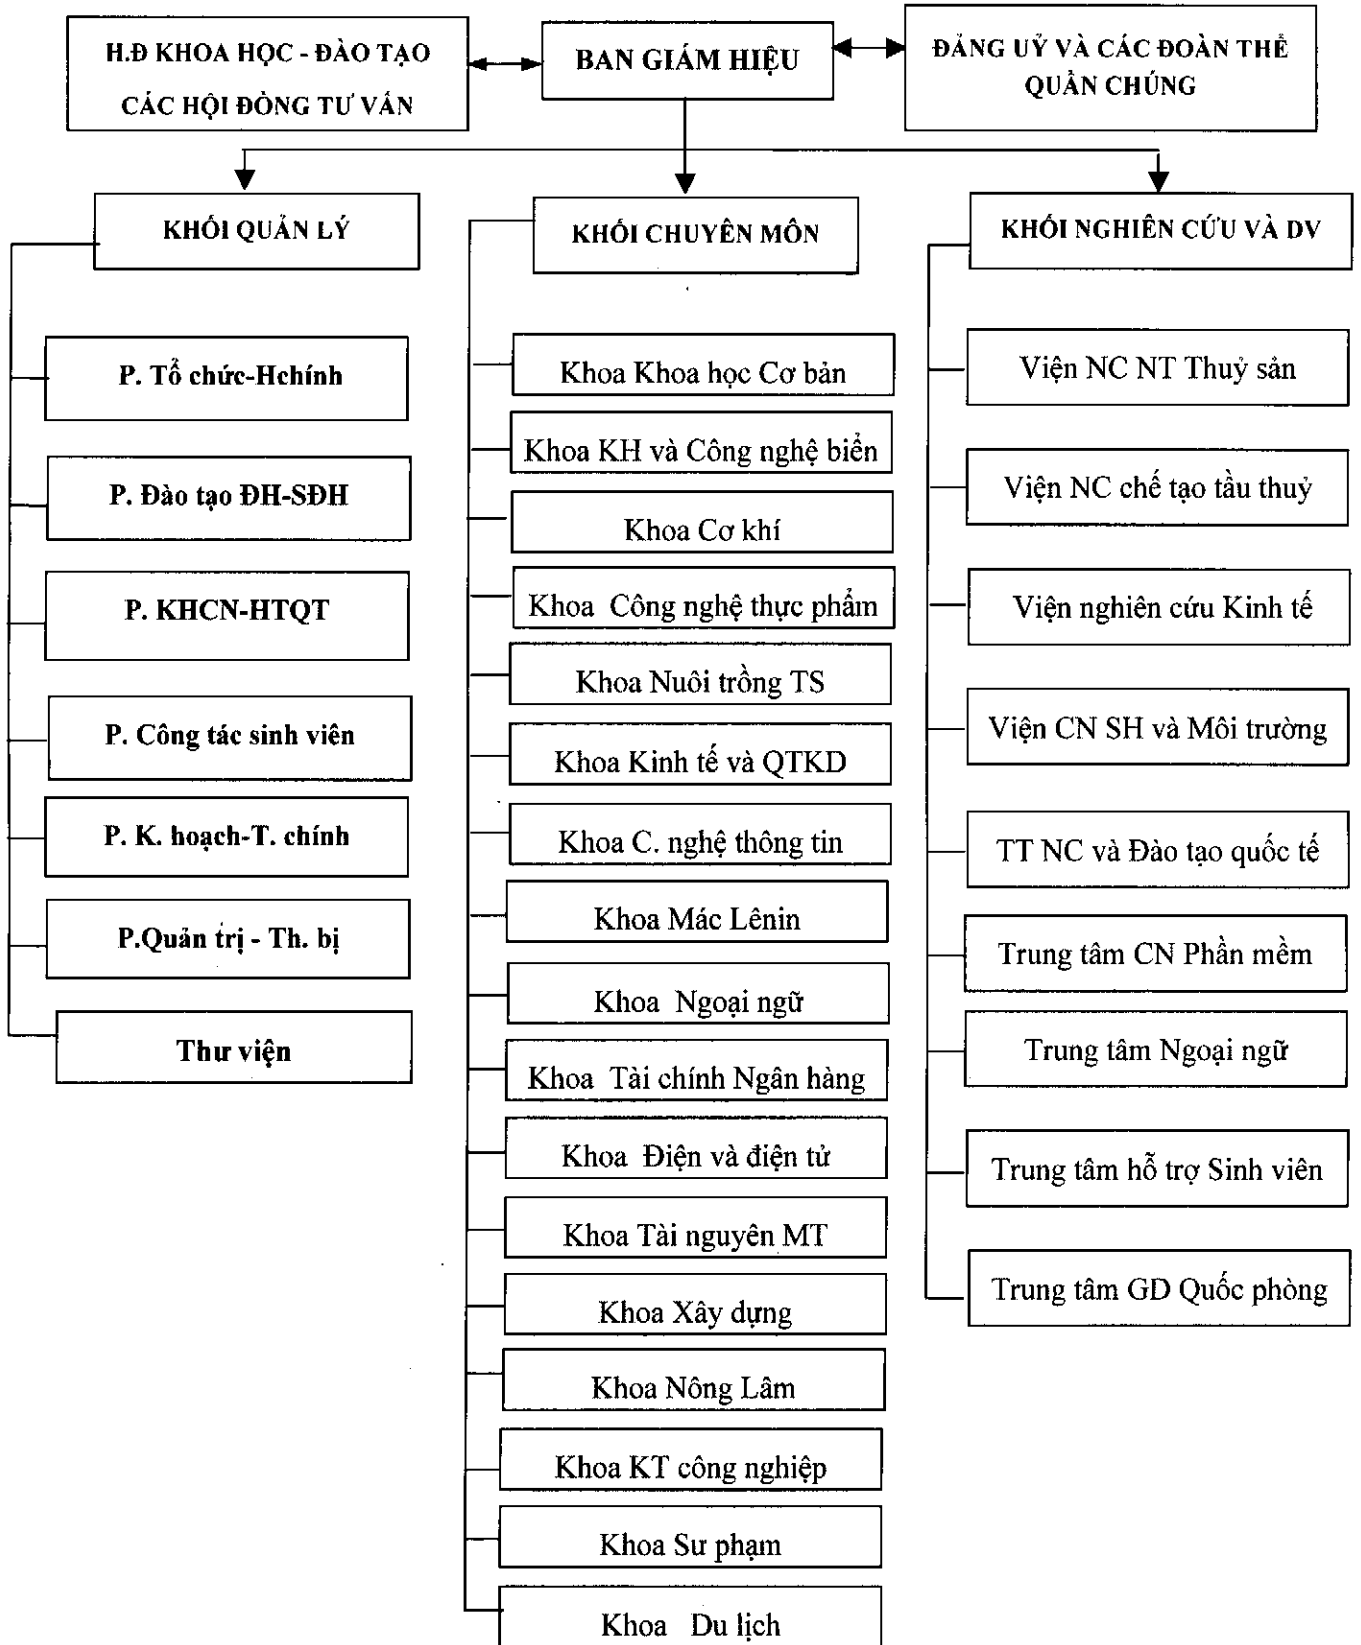 H.Đ KHOA HỌC - ĐÀO TẠO
CÁC HỘI ĐỒNG TƯ VẤN
BAN GIÁM HIỆU
ĐẢNG UỶ VÀ CÁC ĐOÀN THỂ
QUẦN CHÚNG
KHỐI QUẢN LÝ
P. Tổ chức-Hchính
P. Đào tạo ĐH-SĐH
P. KHCN-HTQT
P. Công tác sinh viên
P. K. hoạch-T. chính
P.Quản trị - Th. bị
Thư viện
KHỐI CHUYÊN MÔN
Khoa Khoa học Cơ bản
Khoa KH và Công nghệ biển
Khoa Cơ khí
Khoa Công nghệ thực phẩm
Khoa Nuôi trồng TS
Khoa Kinh tế và QTKD
Khoa C. nghệ thông tin
Khoa Mác Lênin
Khoa Ngoại ngữ
Khoa Tài chính Ngân hàng
Khoa Điện và điện tử
Khoa Tài nguyên MT
Khoa Xây dựng
Khoa Nông Lâm
Khoa KT công nghiệp
Khoa Sư phạm
Khoa Du lịch
KHỐI NGHIÊN CỨU VÀ DV
Viện NC NT Thuỷ sản
Viện NC chế tạo tầu thuỷ
Viện nghiên cứu Kinh tế
Viện CN SH và Môi trường
TT NC và Đào tạo quốc tế
Trung tâm CN Phần mềm
Trung tâm Ngoại ngữ
Trung tâm hỗ trợ Sinh viên
Trung tâm GD Quốc phòng